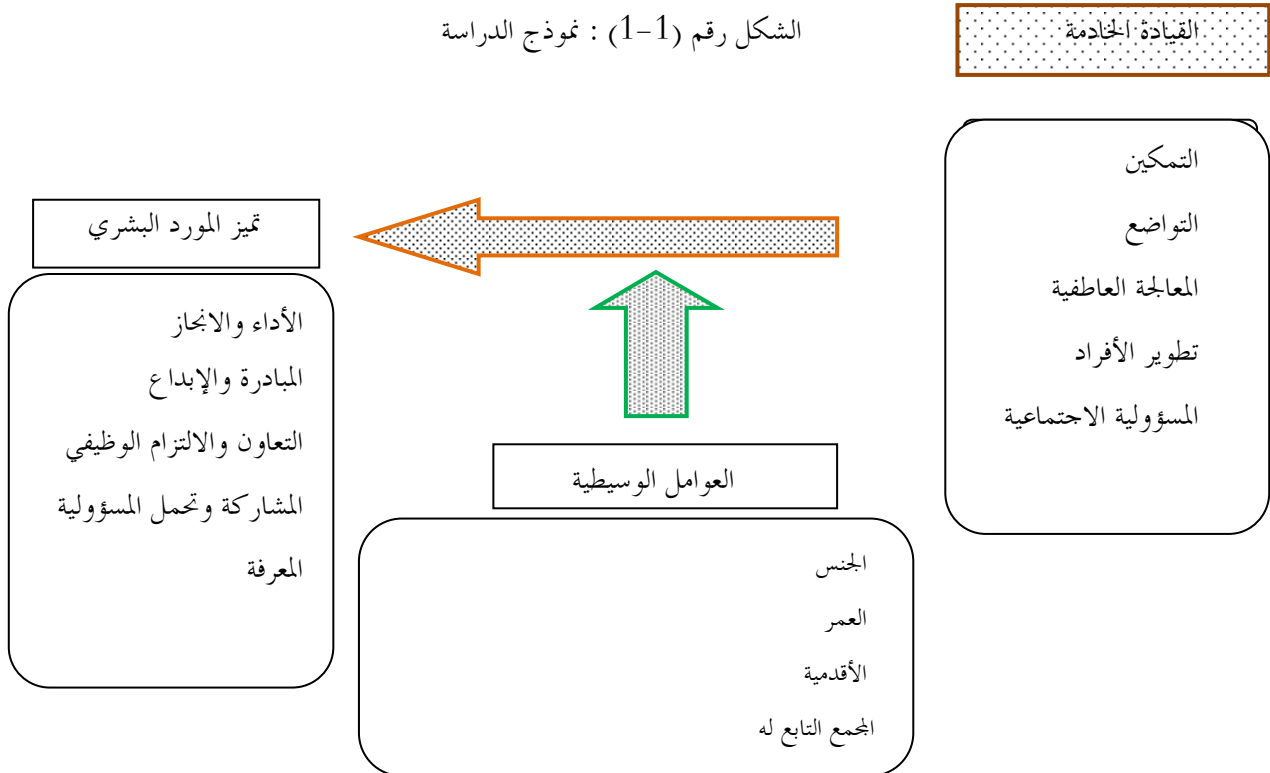 الشكل رقم (1-1) : نموذج الدراسة
القيادة الخادمة
التمكين
التواضع
المعالجة العاطفية
تطوير الأفراد
المسؤولية الاجتماعية
تميز المورد البشري
الأداء والانجاز
المبادرة والإبداع
التعاون والالتزام الوظيفي
المشاركة وتحمل المسؤولية
المعرفة
العوامل الوسيطية
الجنس
العمر
الأقدمية
المجمع التابع له